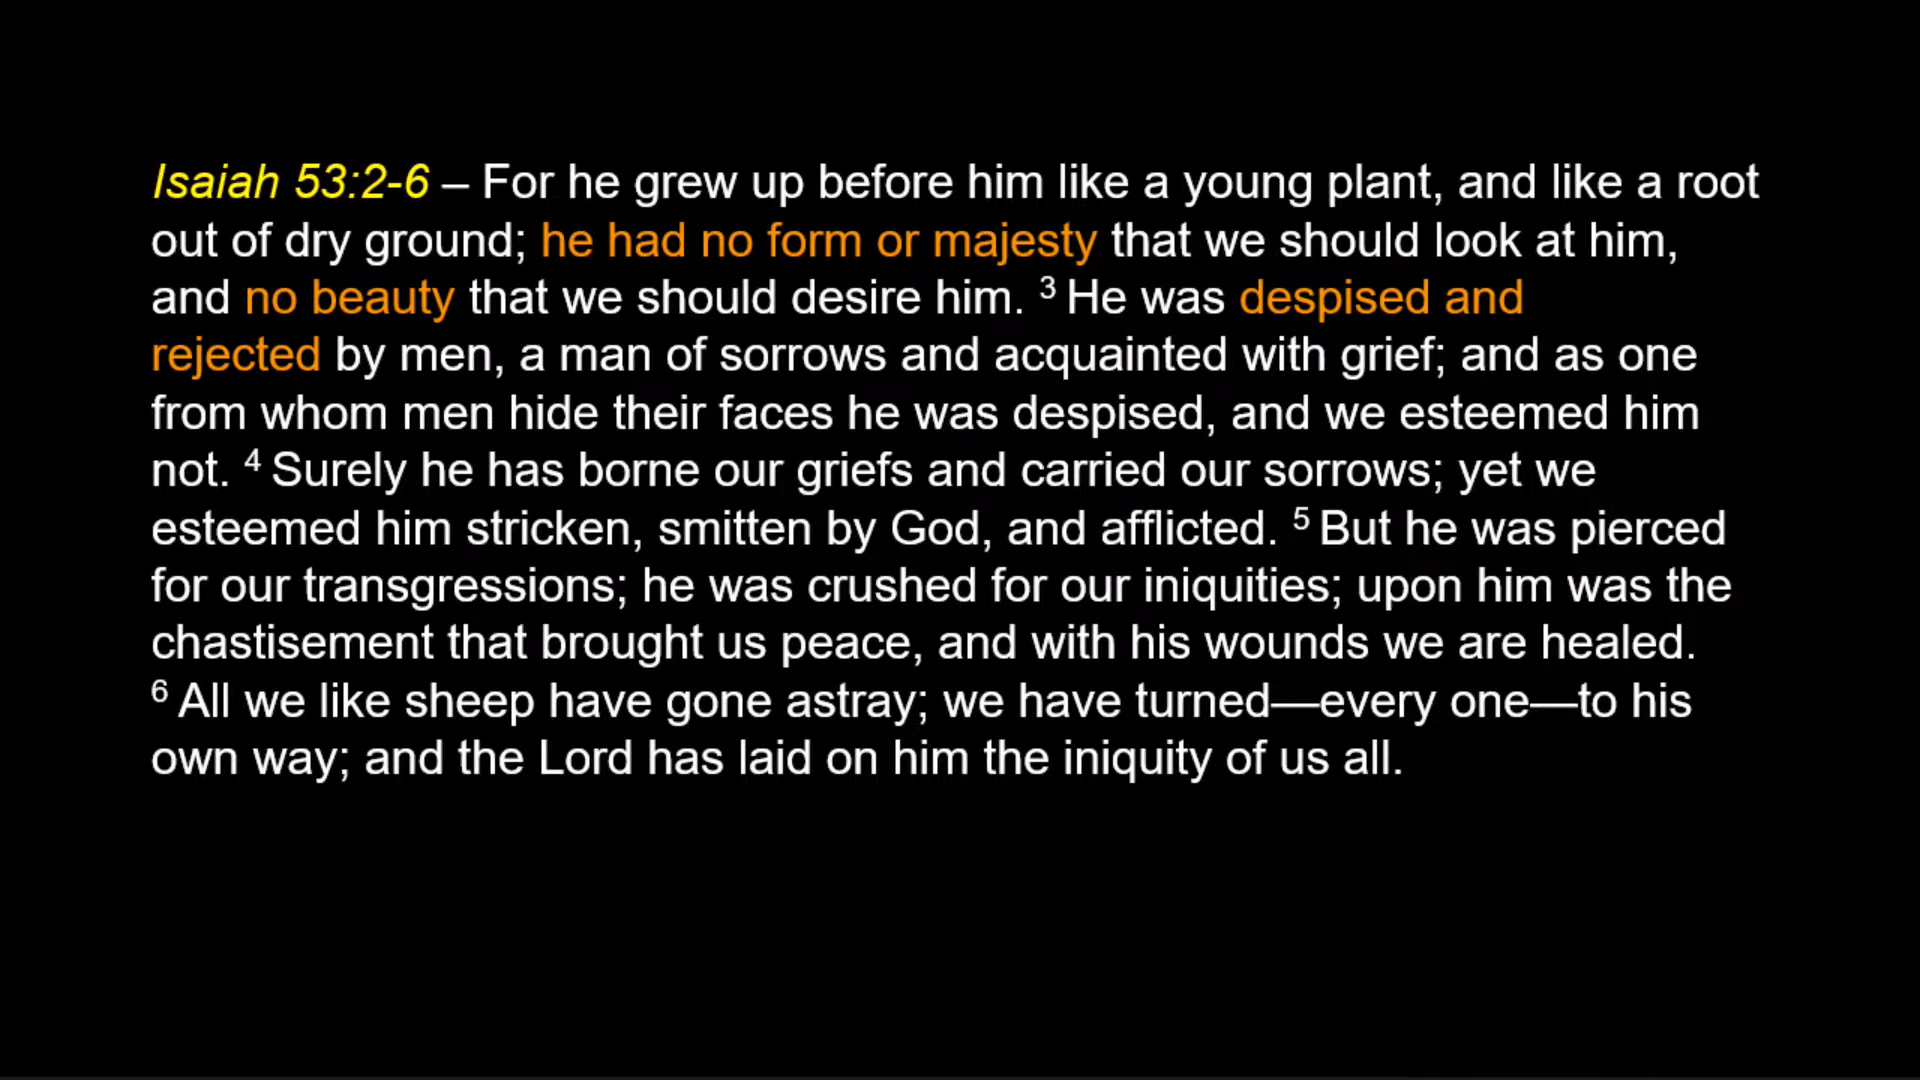 Isaiah 53:2-6 – For he grew up before him like a young plant, and like a root
out of dry ground; he had no form or majesty that we should look at him,
and no beauty that we should desire him. ³ He was despised and
rejected by men, a man of sorrows and acquainted with grief; and as one
from whom men hide their faces he was despised, and we esteemed him
not. ⁴ Surely he has borne our griefs and carried our sorrows; yet we
esteemed him stricken, smitten by God, and afflicted. ⁵ But he was pierced
for our transgressions; he was crushed for our iniquities; upon him was the
chastisement that brought us peace, and with his wounds we are healed.
⁶ All we like sheep have gone astray; we have turned—every one—to his
own way; and the Lord has laid on him the iniquity of us all.